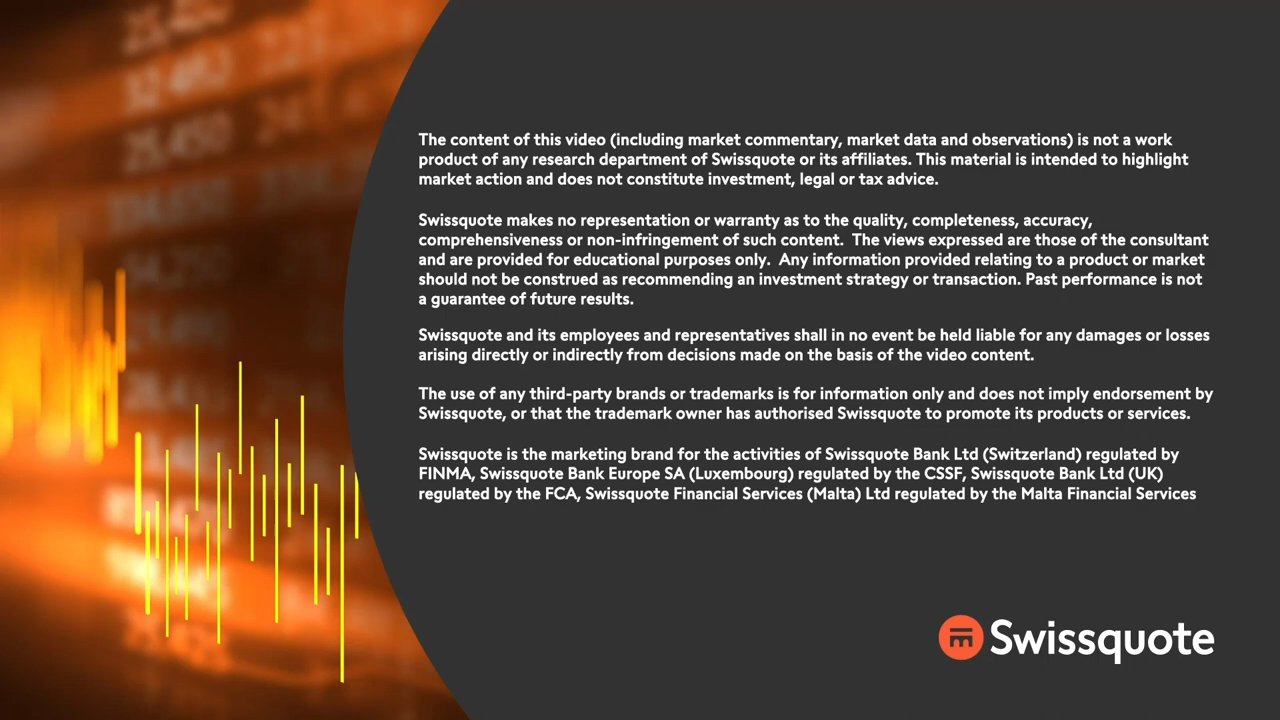 The content of this video (including market commentary, market data and observations) is not a work
product of any research department of Swissquote or its affiliates. This material is intended to highlight
market action and does not constitute investment, legal or tax advice.
Swissquote makes no representation or warranty as to the quality, completeness, accuracy,
comprehensiveness or non-infringement of such content.  The views expressed are those of the consultant
and are provided for educational purposes only.  Any information provided relating to a product or market
should not be construed as recommending an investment strategy or transaction. Past performance is not
a guarantee of future results.
Swissquote and its employees and representatives shall in no event be held liable for any damages or losses
arising directly or indirectly from decisions made on the basis of the video content.
The use of any third-party brands or trademarks is for information only and does not imply endorsement by
Swissquote, or that the trademark owner has authorised Swissquote to promote its products or services.
Swissquote is the marketing brand for the activities of Swissquote Bank Ltd (Switzerland) regulated by
FINMA, Swissquote Bank Europe SA (Luxembourg) regulated by the CSSF, Swissquote Bank Ltd (UK)
regulated by the FCA, Swissquote Financial Services (Malta) Ltd regulated by the Malta Financial Services
Swissquote